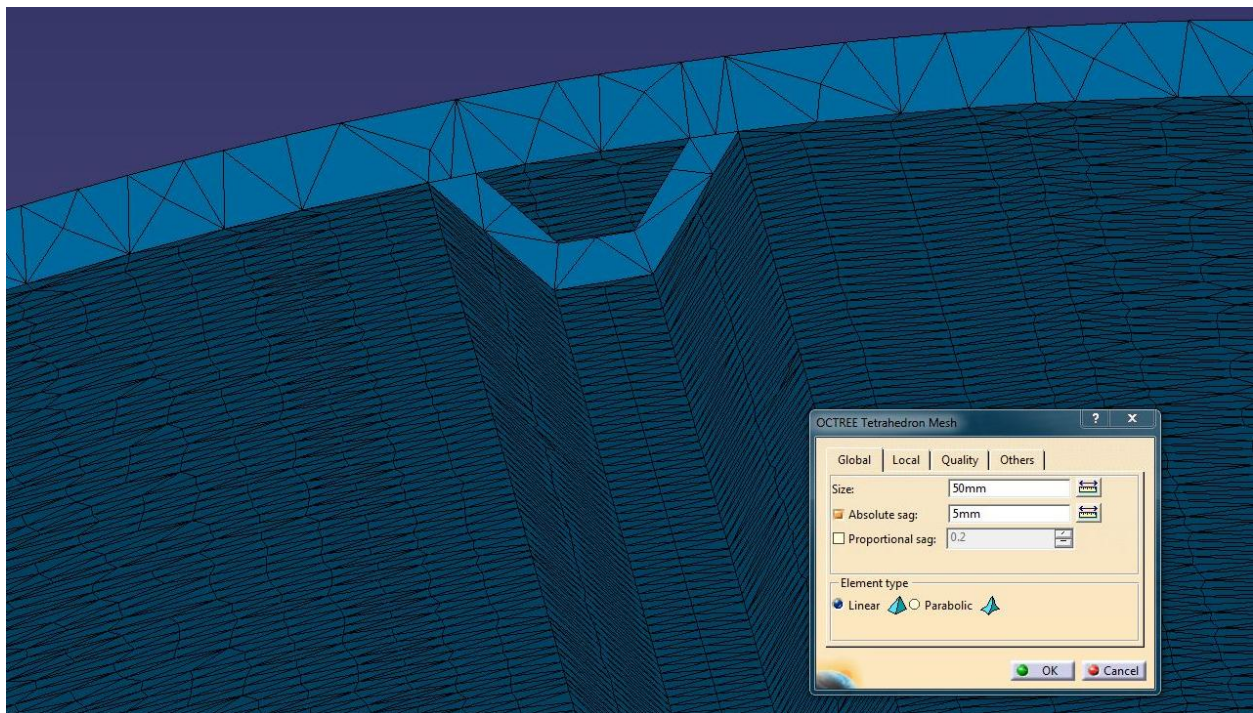 OCTREE Tetrahedron Mesh ? X
Global Local Quality Others
Size: 50mm
Absolute sag: 5mm
Proportional sag: 0.2
Element type
Linear Parabolic
OK Cancel